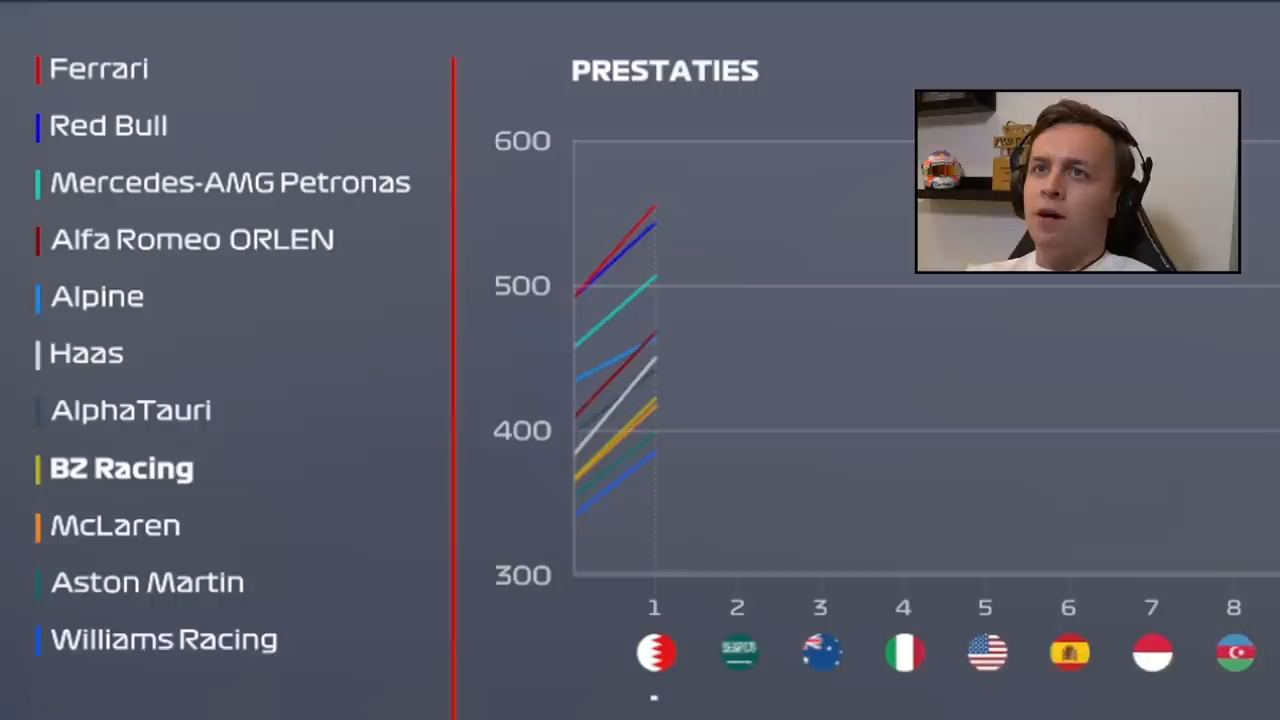 Ferrari
Red Bull
Mercedes-AMG Petronas
Alfa Romeo ORLEN
Alpine
Haas
AlphaTauri
BZ Racing
McLaren
Aston Martin
Williams Racing
PRESTATIES
600
500
400
300
1 2 3 4 5 6 7 8